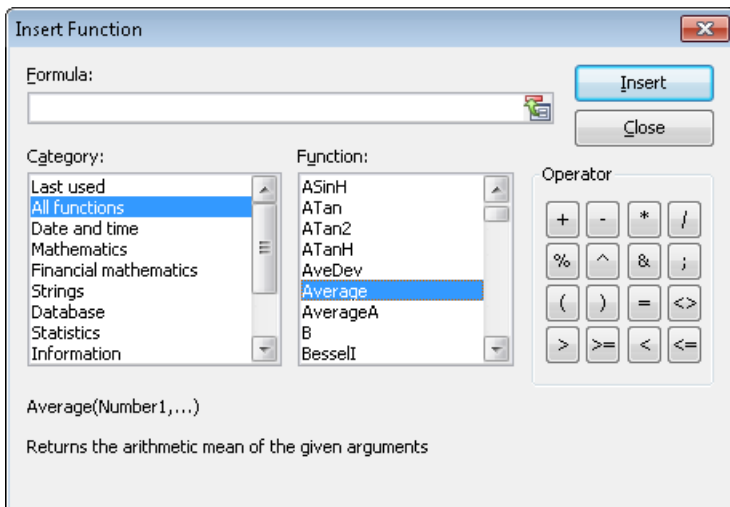 Insert Function
Formula:
Insert
Close
Category:
Last used
All functions
Date and time
Mathematics
Financial mathematics
Strings
Database
Statistics
Information
Function:
ASinH
ATan
ATan2
ATanH
AveDev
Average
AverageA
B
BesselI
Operator
+ - * /
% ^ & ;
( ) = <>
> >= < <=
Average(Number1,...)
Returns the arithmetic mean of the given arguments